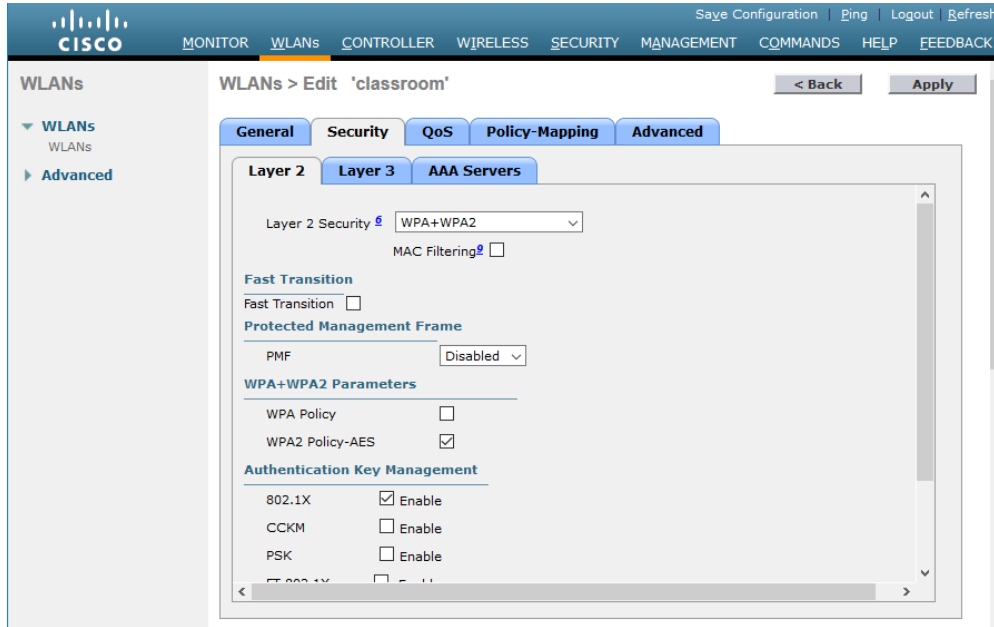 Save Configuration | Ping | Logout | Refresh
CISCO MONITOR WLANs CONTROLLER WIRELESS SECURITY MANAGEMENT COMMANDS HELP FEEDBACK
WLANs
WLANs > Edit 'classroom'
< Back
Apply
WLANs
WLANs
Advanced
General Security QoS Policy-Mapping Advanced
Layer 2 Layer 3 AAA Servers
Layer 2 Security 6 WPA+WPA2
MAC Filtering9
Fast Transition
Fast Transition
Protected Management Frame
PMF Disabled
WPA+WPA2 Parameters
WPA Policy
WPA2 Policy-AES
Authentication Key Management
802.1X Enable
CCKM Enable
PSK Enable